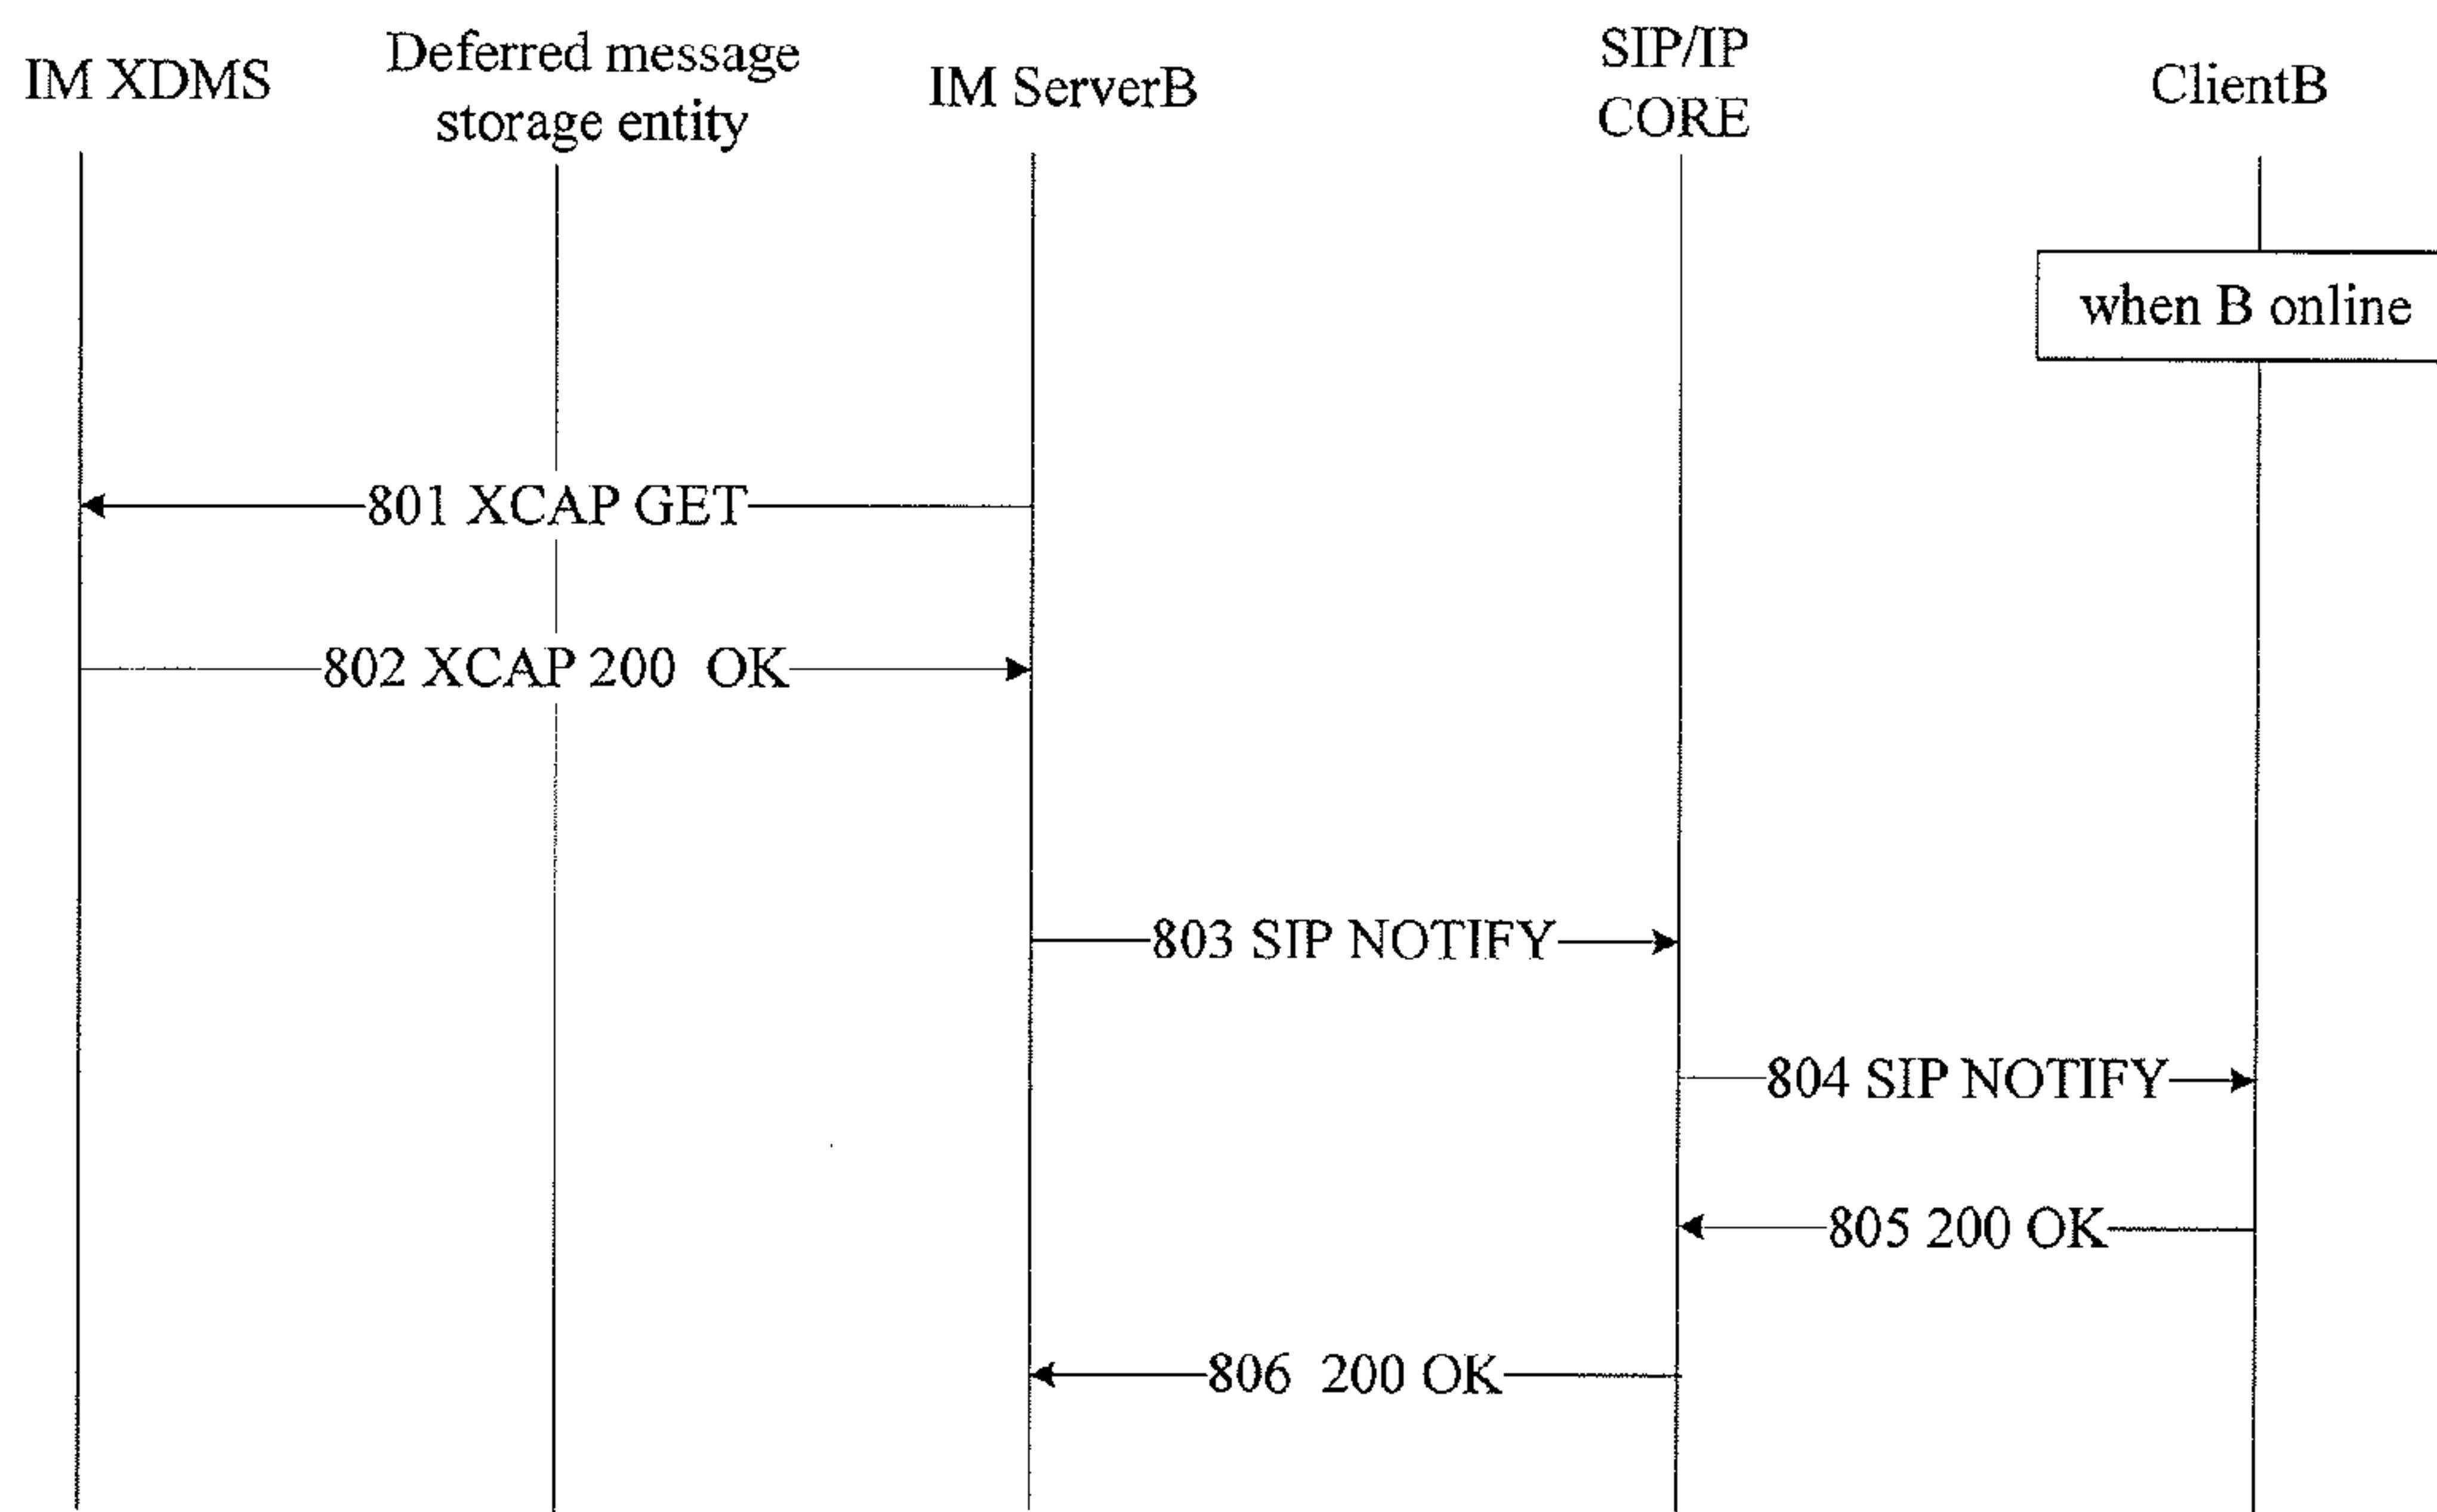 IM XDMS
Deferred message
storage entity
IM ServerB
SIP/IP
CORE
ClientB
when B online
801 XCAP GET
802 XCAP 200 OK
803 SIP NOTIFY
804 SIP NOTIFY
805 200 OK
806 200 OK